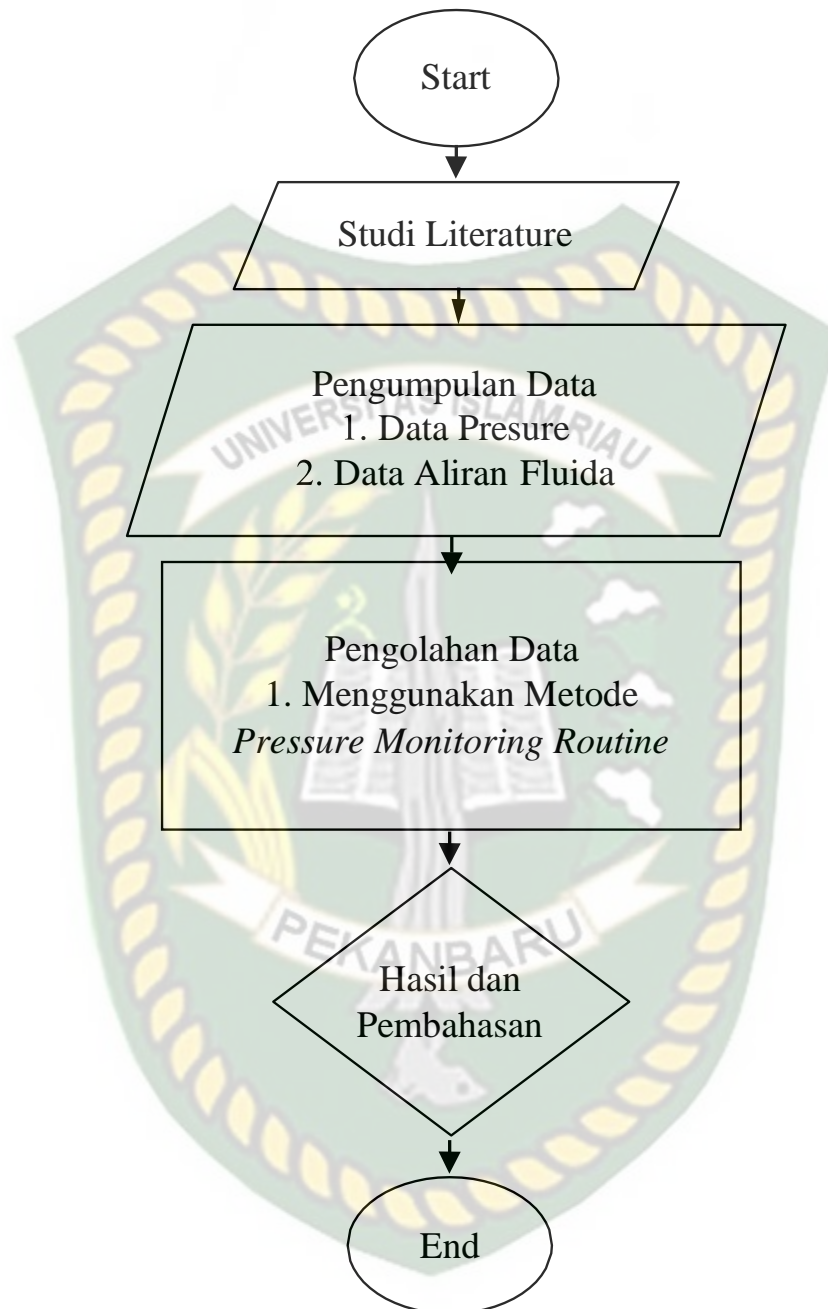 Start
Studi Literature
Pengumpulan Data
UNIVERSITAS ISLAM RIAU
1. Data Presure
2. Data Aliran Fluida
Pengolahan Data
1. Menggunakan Metode
Pressure Monitoring Routine
PEKANBARU
Hasil dan
Pembahasan
End